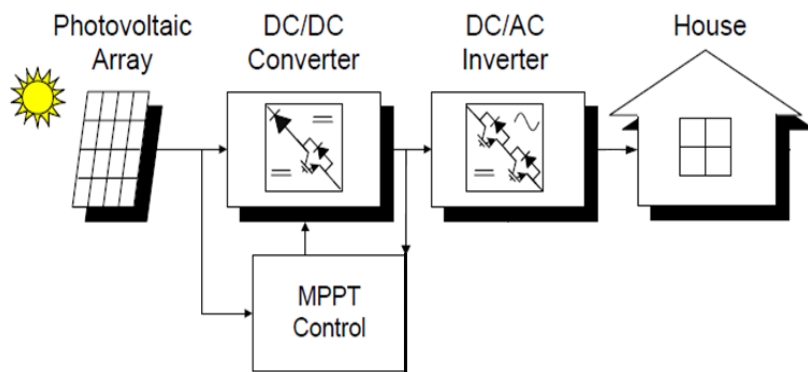 Photovoltaic
Array
DC/DC
Converter
DC/AC
Inverter
House
MPPT
Control